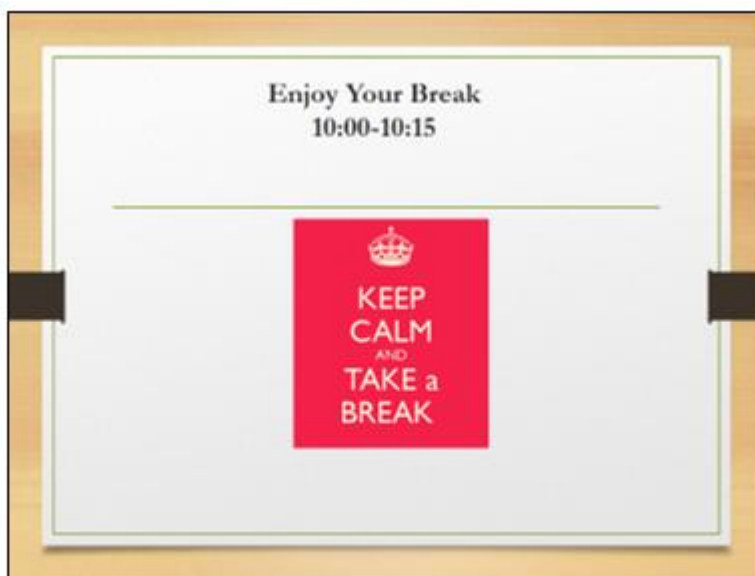 Enjoy Your Break
10:00-10:15
KEEP
CALM
AND
TAKE a
BREAK